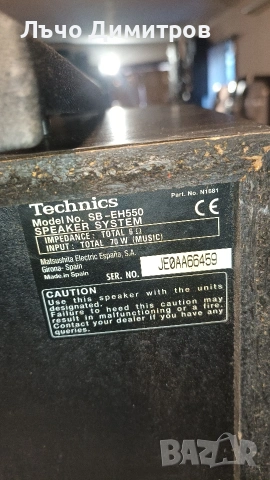 Лъчо Димитров
Part. No. N1681
Technics
Model No. SB-EH550
SPEAKER SYSTEM
IMPEDANCE : TOTAL 6 Ω
INPUT : TOTAL 70 W (MUSIC)
CE
Matsushita Electric España, S.A.
Girona- Spain
Made in Spain
SER. NO. JE0AA66459
CAUTION
Use this speaker with the units
designated.
Failure to heed this caution may
result in malfunctioning or a fire.
Contact your dealer if you have any
queries.
BAZAR